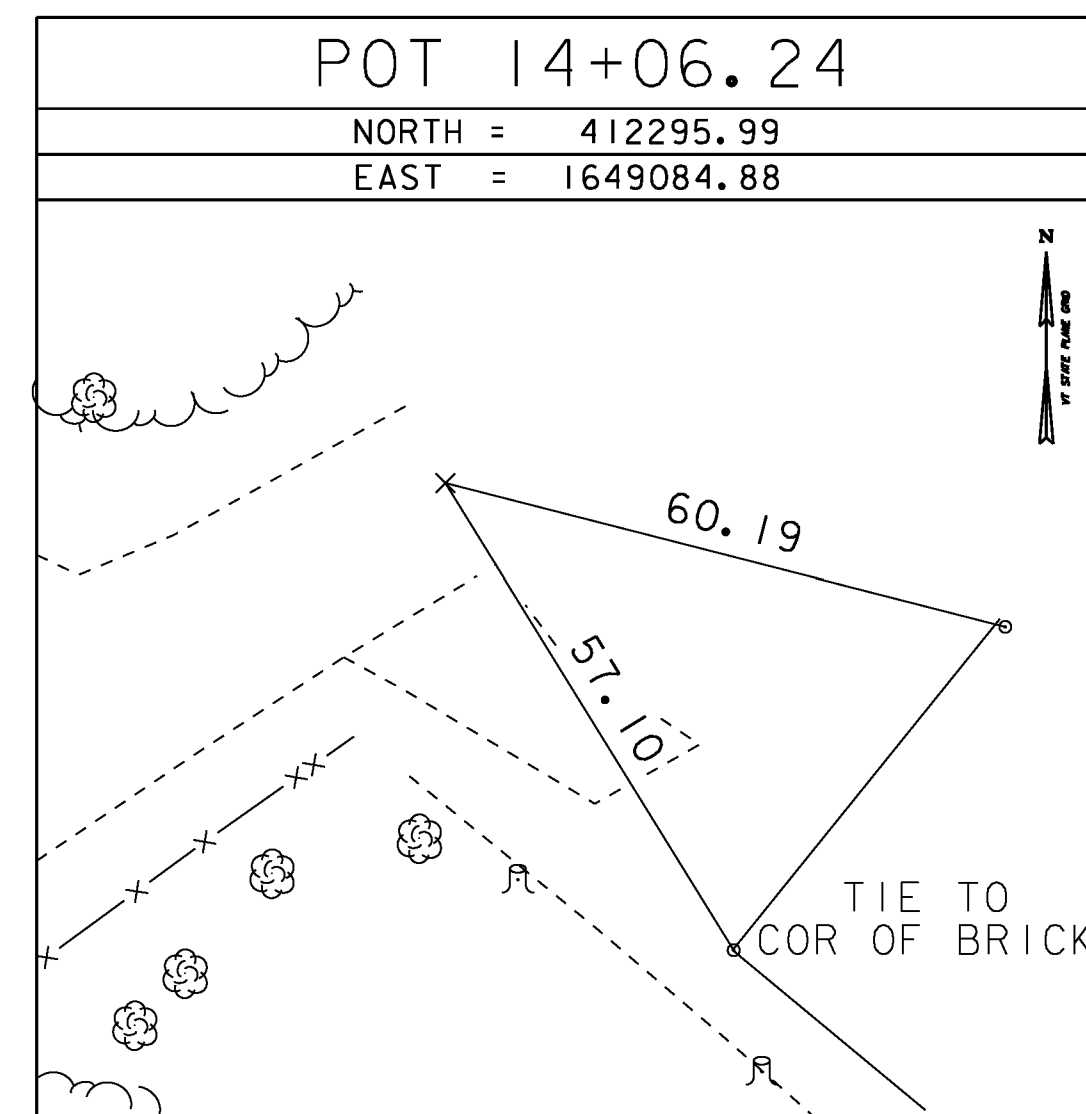 POT 14+06.24
NORTH = 412295.99
EAST = 1649084.88
N
VT STATE PLANE GRID
60.19
57.10
TIE TO
COR OF BRICK